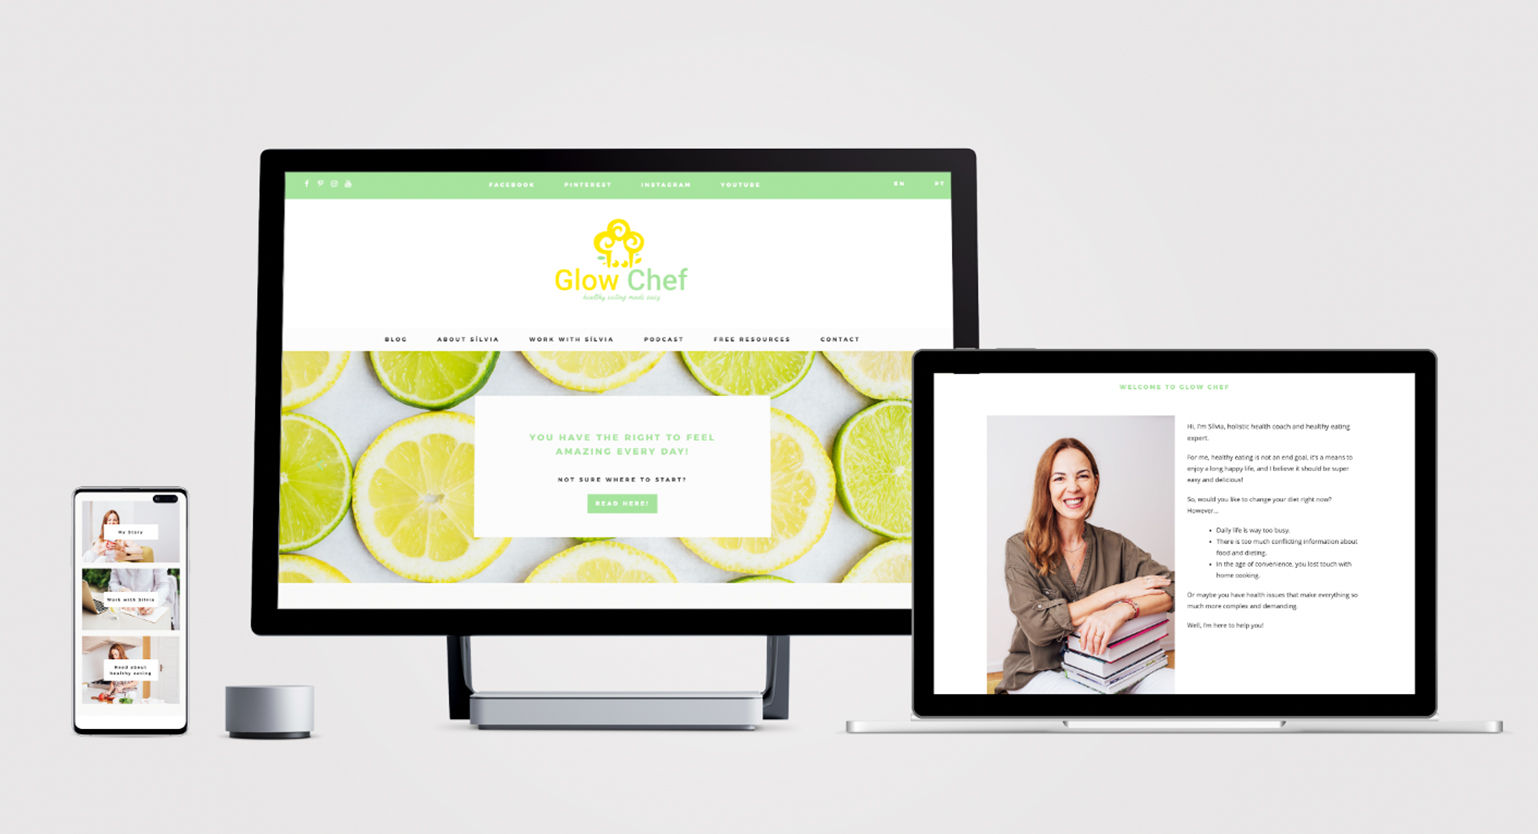 FACEBOOK PINTEREST INSTAGRAM YOUTUBE EN PT
Glow Chef
healthy eating made easy
BLOG ABOUT SÍLVIA WORK WITH SÍLVIA PODCAST FREE RESOURCES CONTACT
YOU HAVE THE RIGHT TO FEEL
AMAZING EVERY DAY!
NOT SURE WHERE TO START?
READ HERE!
My Story
Work with Sílvia
Read about
healthy eating
WELCOME TO GLOW CHEF
Hi, I'm Sílvia, holistic health coach and healthy eating
expert.
For me, healthy eating is not an end goal, it's a means to
enjoy a long happy life, and I believe it should be super
easy and delicious!
So, would you like to change your diet right now?
However...
• Daily life is way too busy.
• There is too much conflicting information about
food and dieting.
• In the age of convenience, you lost touch with
home cooking.
Or maybe you have health issues that make everything so
much more complex and demanding.
Well, I'm here to help you!